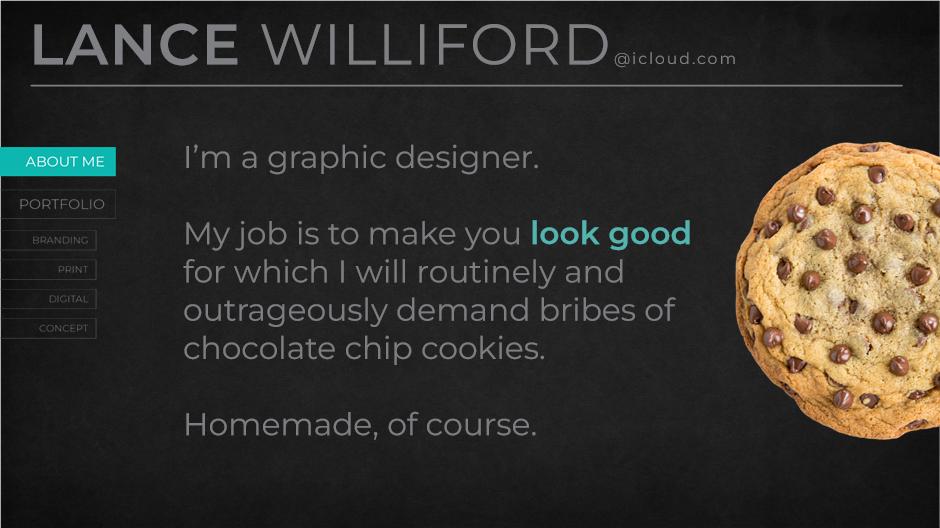 LANCE WILLIFORD@icloud.com
ABOUT ME
PORTFOLIO
BRANDING
PRINT
DIGITAL
CONCEPT
I’m a graphic designer.
My job is to make you look good
for which I will routinely and
outrageously demand bribes of
chocolate chip cookies.
Homemade, of course.